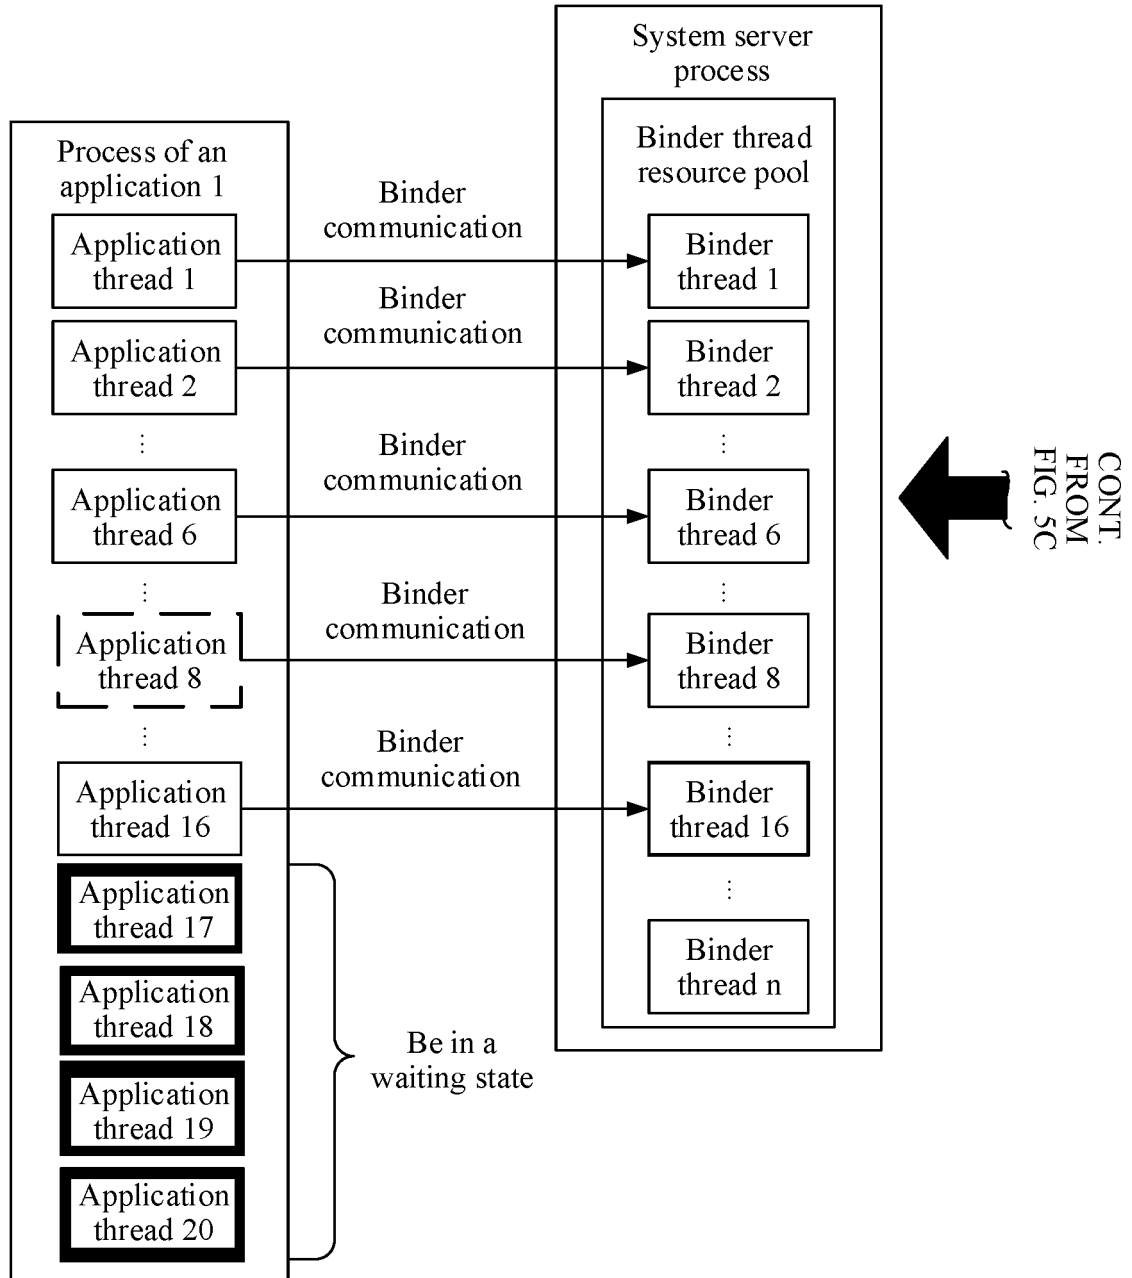 System server
process
Binder thread
resource pool
Process of an
application 1
Binder
communication
Application
thread 1
Binder
thread 1
Binder
communication
Application
thread 2
Binder
thread 2
Binder
communication
Application
thread 6
Binder
thread 6
CONT.
FROM
FIG. 5C
Binder
communication
Application
thread 8
Binder
thread 8
Binder
communication
Application
thread 16
Binder
thread 16
Application
thread 17
Binder
thread n
Application
thread 18
Be in a
waiting state
Application
thread 19
Application
thread 20